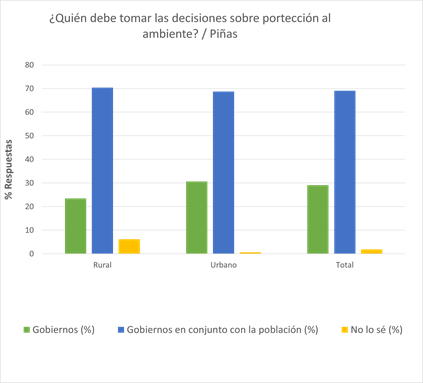 ¿Quién debe tomar las decisiones sobre portección al
ambiente? / Piñas
% Respuestas
80
70
60
50
40
30
20
10
0
Rural
Urbano
Total
Gobiernos (%)
Gobiernos en conjunto con la población (%)
No lo sé (%)